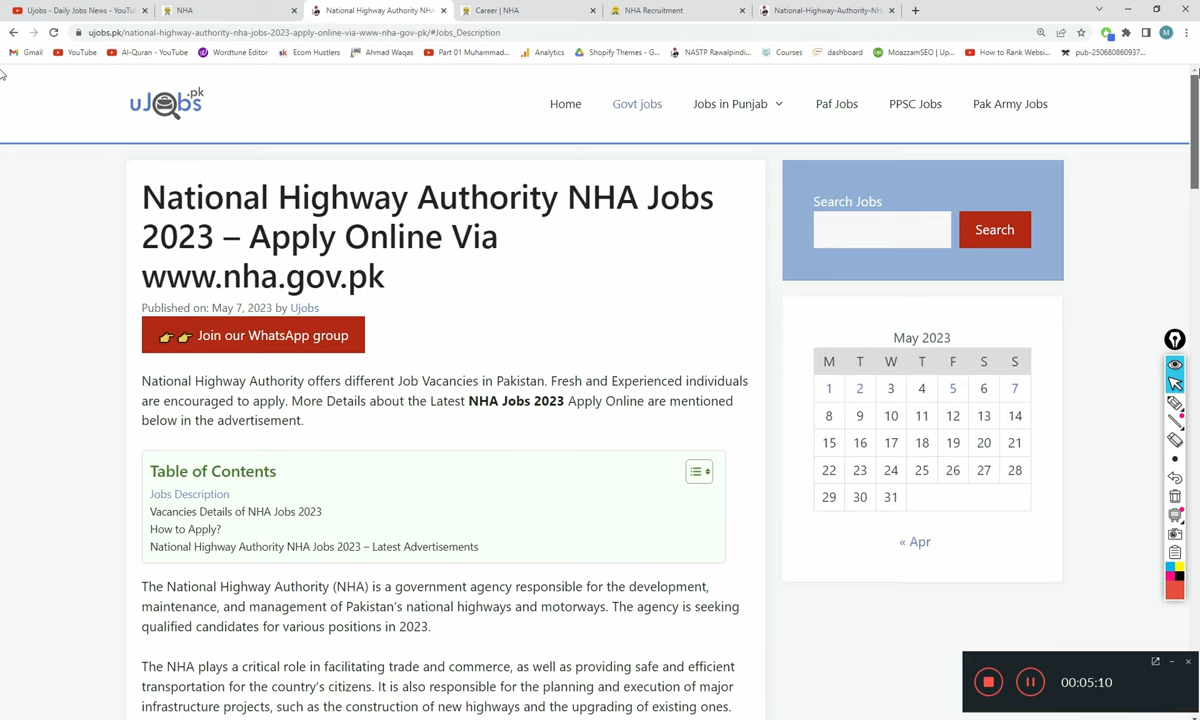 Ujobs - Daily Jobs News - YouTu
NHA
National Highway Authority NH
Career | NHA
NHA Recruitment
National-Highway-Authority-N
ujobs.pk/national-highway-authority-nha-jobs-2023-apply-online-via-www-nha-gov-pk/#Jobs_Description
Gmail
YouTube
Al-Quran - YouTube
Wordtune Editor
Ecom Hustlers
Ahmad Waqas
Part 01 Muhammad...
Analytics
Shopify Themes - G...
NASTP Rawalpindi...
Courses
dashboard
MoazzamSEO | Up...
How to Rank Websi...
pub-250680860937...
uJobs.pk
Home
Govt jobs
Jobs in Punjab
Paf Jobs
PPSC Jobs
Pak Army Jobs
National Highway Authority NHA Jobs
2023 – Apply Online Via
www.nha.gov.pk
Published on: May 7, 2023 by Ujobs
👉 👉 Join our WhatsApp group
National Highway Authority offers different Job Vacancies in Pakistan. Fresh and Experienced individuals
are encouraged to apply. More Details about the Latest NHA Jobs 2023 Apply Online are mentioned
below in the advertisement.
Table of Contents
Jobs Description
Vacancies Details of NHA Jobs 2023
How to Apply?
National Highway Authority NHA Jobs 2023 – Latest Advertisements
The National Highway Authority (NHA) is a government agency responsible for the development,
maintenance, and management of Pakistan's national highways and motorways. The agency is seeking
qualified candidates for various positions in 2023.
The NHA plays a critical role in facilitating trade and commerce, as well as providing safe and efficient
transportation for the country's citizens. It is also responsible for the planning and execution of major
infrastructure projects, such as the construction of new highways and the upgrading of existing ones.
Search Jobs
Search
May 2023
M T W T F S S
1 2 3 4 5 6 7
8 9 10 11 12 13 14
15 16 17 18 19 20 21
22 23 24 25 26 27 28
29 30 31
« Apr
M
00:05:10